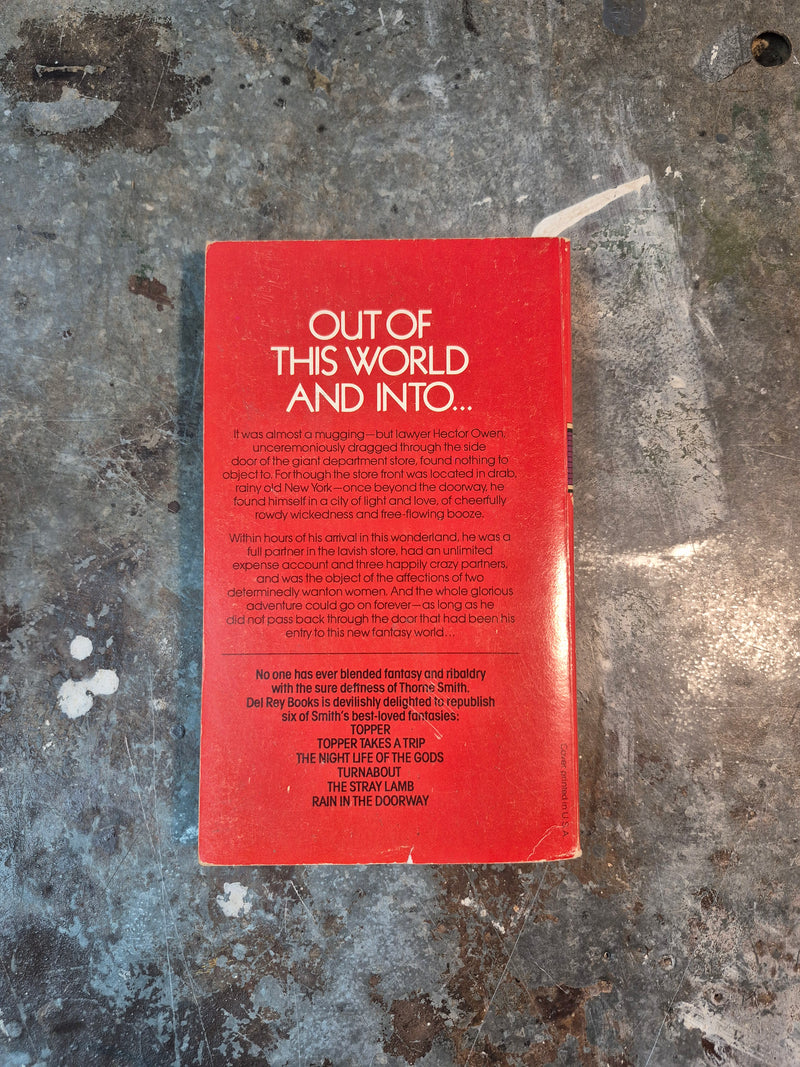 OUT OF
THIS WORLD
AND INTO...
It was almost a mugging—but lawyer Hector Owen,
unceremoniously dragged through the side
door of the giant department store, found nothing to
object to. For though the store front was located in drab,
rainy old New York—once beyond the doorway, he
found himself in a city of light and love, of cheerfully
rowdy wickedness and free-flowing booze.
Within hours of his arrival in this wonderland, he was a
full partner in the lavish store, had an unlimited
expense account and three happily crazy partners,
and was the object of the affections of two
determinedly wanton women. And the whole glorious
adventure could go on forever—as long as he
did not pass back through the door that had been his
entry to this new fantasy world...
No one has ever blended fantasy and ribaldry
with the sure deftness of Thorne Smith.
Del Rey Books is devilishly delighted to republish
six of Smith's best-loved fantasies:
TOPPER
TOPPER TAKES A TRIP
THE NIGHT LIFE OF THE GODS
TURNABOUT
THE STRAY LAMB
RAIN IN THE DOORWAY
Cover printed in U.S.A.